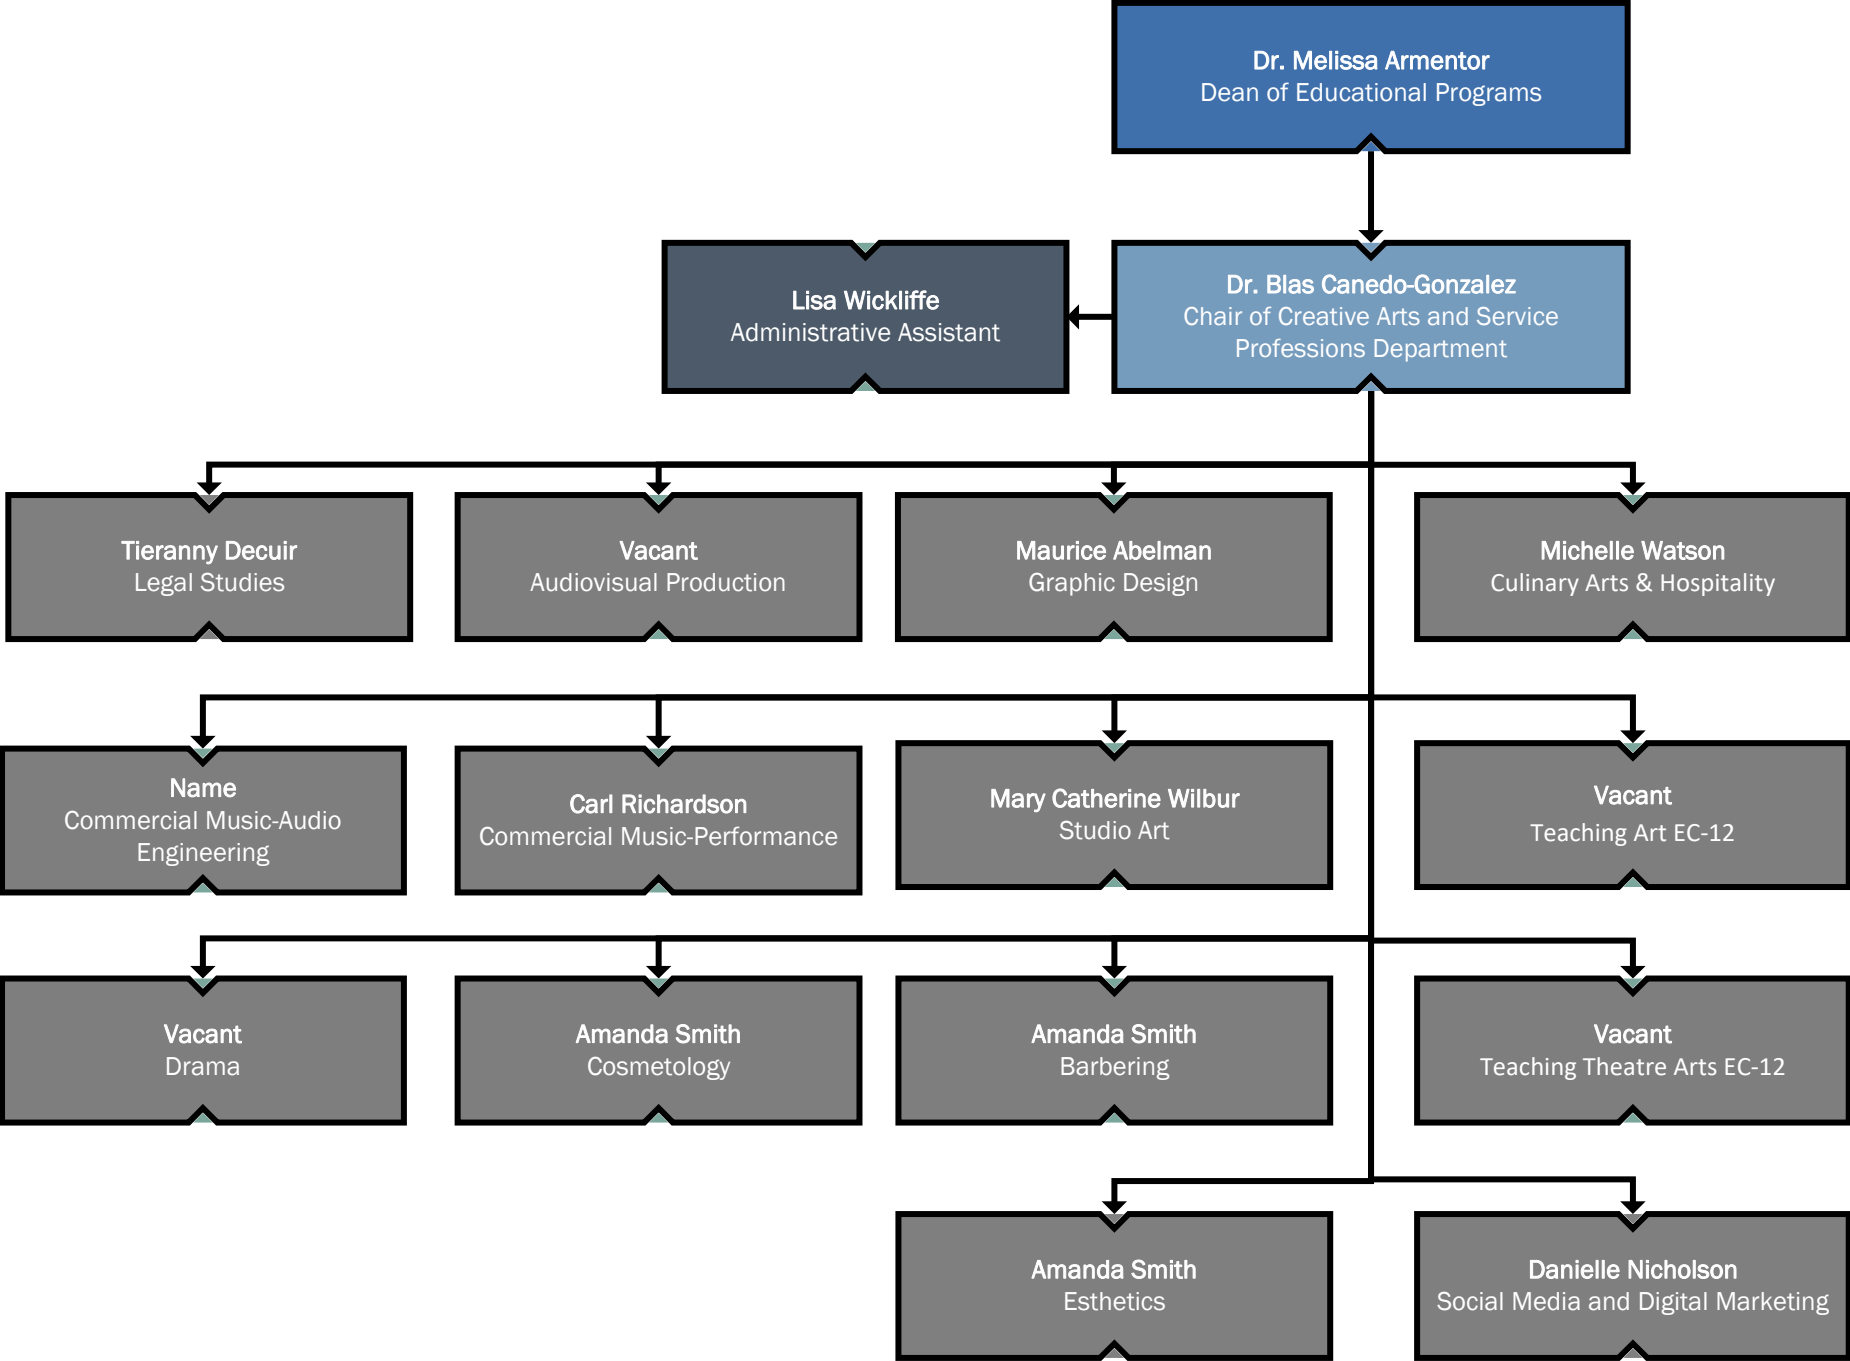 Dr. Melissa Armentor
Dean of Educational Programs
Lisa Wickliffe
Administrative Assistant
Dr. Blas Canedo-Gonzalez
Chair of Creative Arts and Service
Professions Department
Tieranny Decuir
Legal Studies
Vacant
Audiovisual Production
Maurice Abelman
Graphic Design
Michelle Watson
Culinary Arts & Hospitality
Name
Commercial Music-Audio
Engineering
Carl Richardson
Commercial Music-Performance
Mary Catherine Wilbur
Studio Art
Vacant
Teaching Art EC-12
Vacant
Drama
Amanda Smith
Cosmetology
Amanda Smith
Barbering
Vacant
Teaching Theatre Arts EC-12
Amanda Smith
Esthetics
Danielle Nicholson
Social Media and Digital Marketing